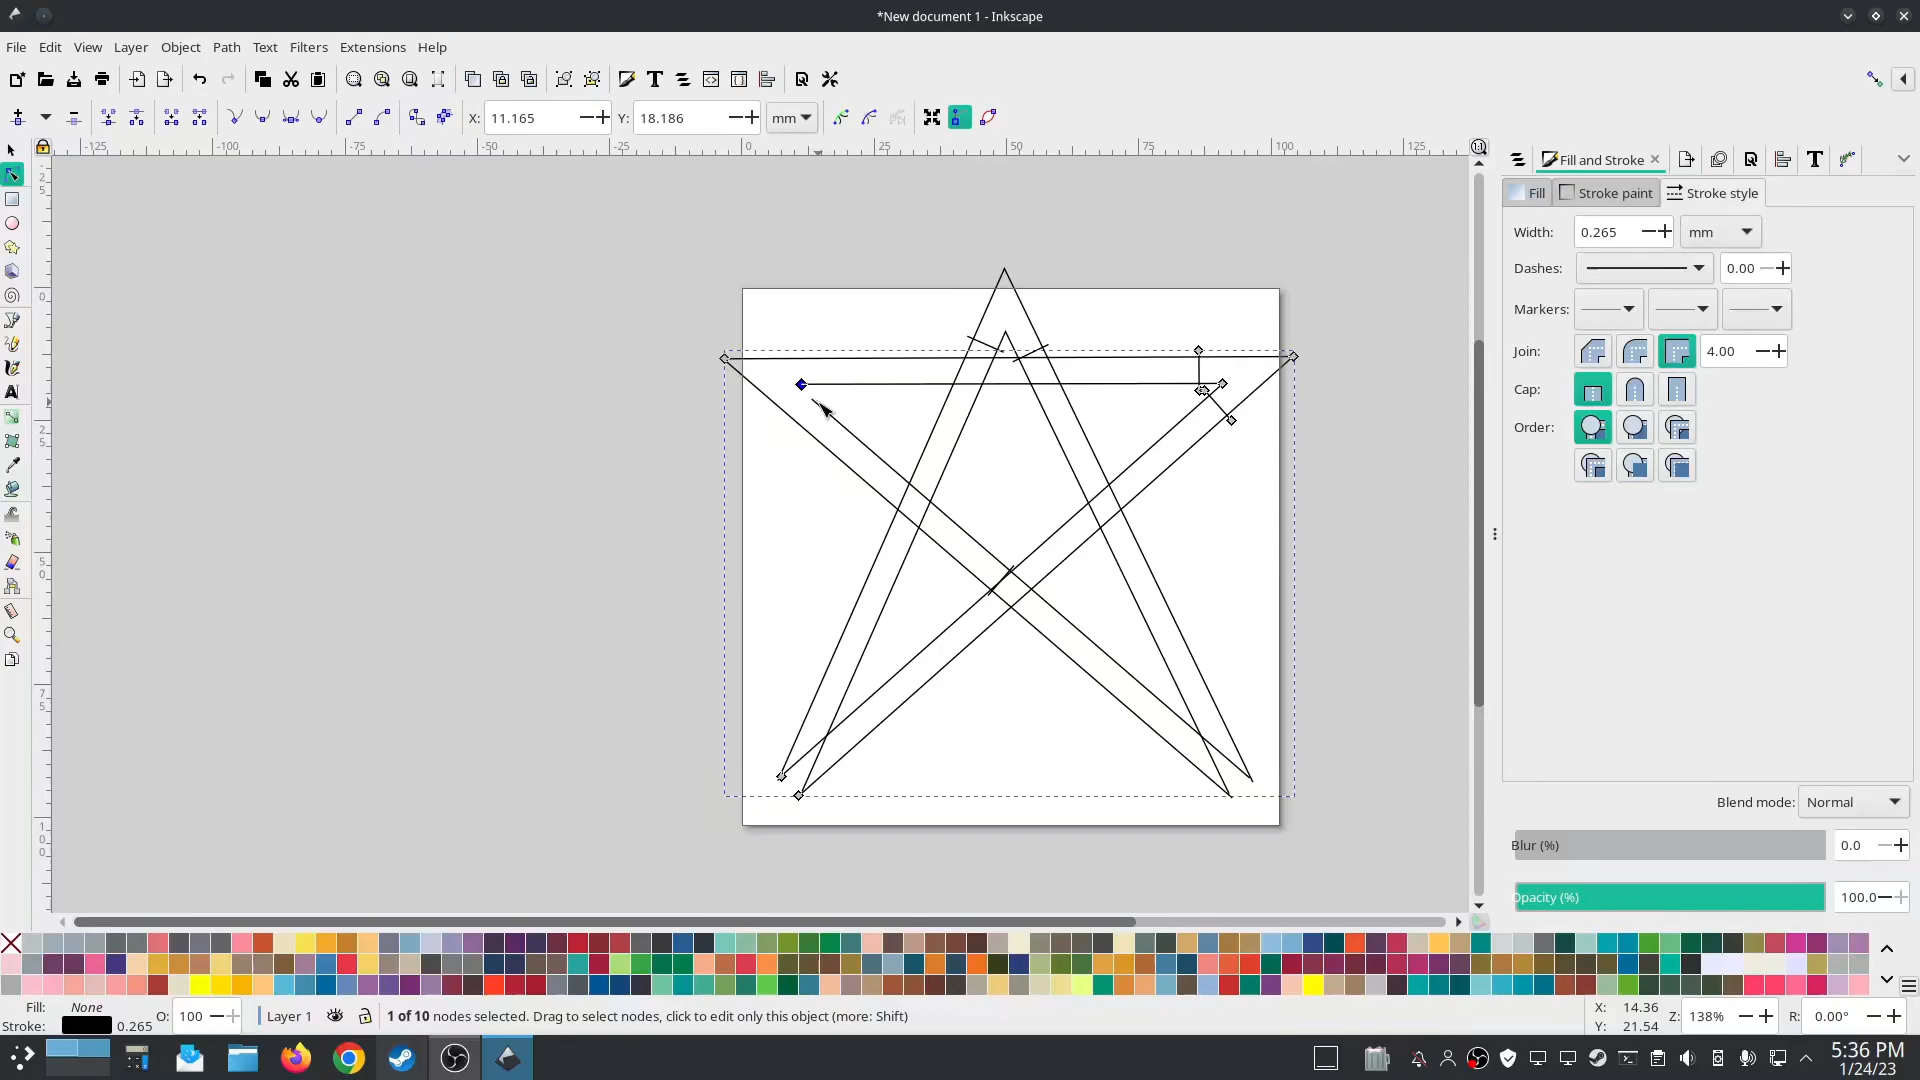 *New document 1 - Inkscape
File Edit View Layer Object Path Text Filters Extensions Help
X: 11.165 Y: 18.186 mm
-125 -100 -75 -50 -25 0 25 50 75 100 125
Fill and Stroke
Fill Stroke paint Stroke style
Width: 0.265 mm
Dashes: 0.00
Markers:
Join: 4.00
Cap:
Order:
0
25
50
75
100
Blend mode: Normal
Blur (%) 0.0
Opacity (%) 100.0
Fill: None O: 100 Layer 1 1 of 10 nodes selected. Drag to select nodes, click to edit only this object (more: Shift) X: 14.36 Z: 138% R: 0.00°
Stroke: 0.265 Y: 21.54
5:36 PM
1/24/23